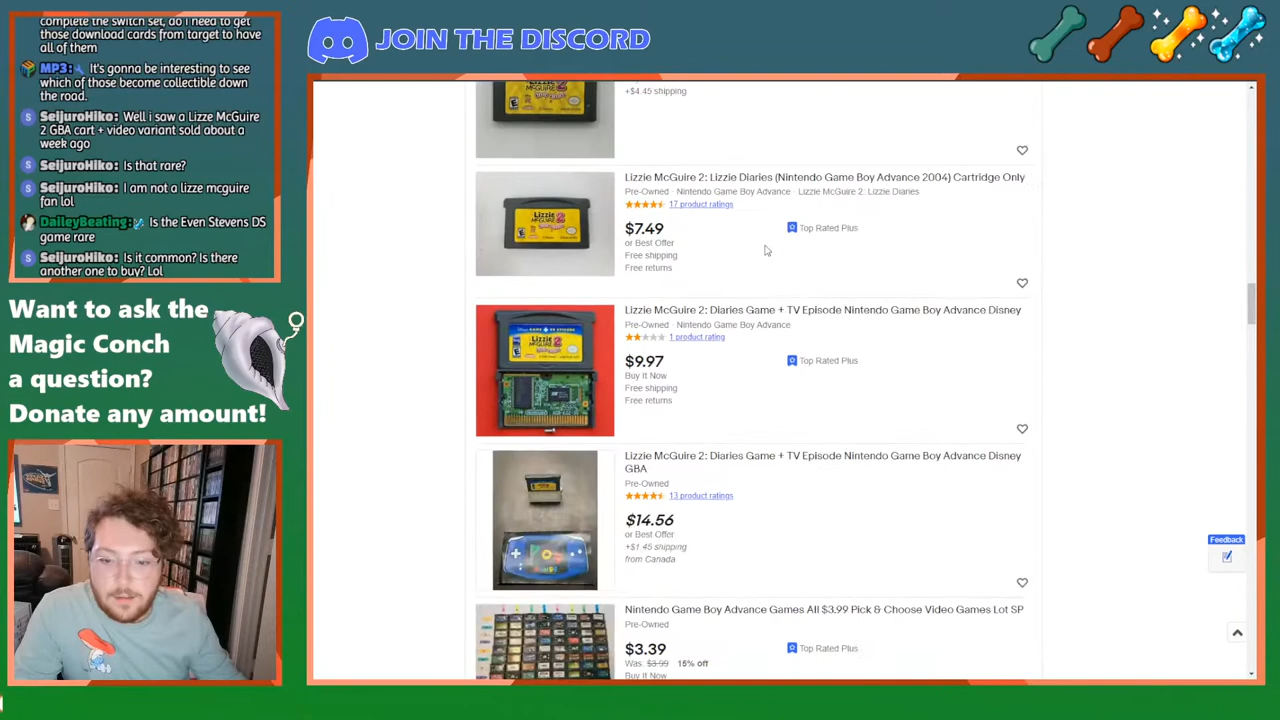 complete the switch set, do I need to get
those download cards from target to have
all of them
MP3: It's gonna be interesting to see
which of those become collectible down
the road.
SeijuroHiko: Well i saw a Lizze McGuire
2 GBA cart + video variant sold about a
week ago
SeijuroHiko: Is that rare?
SeijuroHiko: I am not a lizze mcguire
fan lol
DaileyBeating: Is the Even Stevens DS
game rare
SeijuroHiko: Is it common? Is there
another one to buy? Lol
Want to ask the
Magic Conch
a question?
Donate any amount!
JOIN THE DISCORD
+$4.45 shipping
Lizzie McGuire 2: Lizzie Diaries (Nintendo Game Boy Advance 2004) Cartridge Only
Pre-Owned · Nintendo Game Boy Advance · Lizzie McGuire 2: Lizzie Diaries
17 product ratings
$7.49
Top Rated Plus
or Best Offer
Free shipping
Free returns
Lizzie McGuire 2: Diaries Game + TV Episode Nintendo Game Boy Advance Disney
Pre-Owned · Nintendo Game Boy Advance
1 product rating
$9.97
Top Rated Plus
Buy It Now
Free shipping
Free returns
Lizzie McGuire 2: Diaries Game + TV Episode Nintendo Game Boy Advance Disney
GBA
Pre-Owned
13 product ratings
$14.56
or Best Offer
+$1.45 shipping
from Canada
Nintendo Game Boy Advance Games All $3.99 Pick & Choose Video Games Lot SP
Pre-Owned
$3.39
Top Rated Plus
Was: $3.99 15% off
Buy It Now
Lizzie
McGuire 2
Feedback